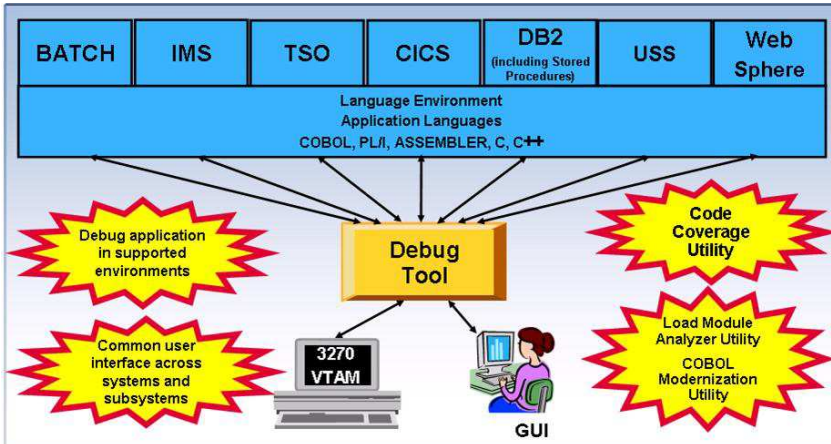 BATCH
IMS
TSO
CICS
DB2
(including Stored
Procedures)
USS
Web
Sphere
Language Environment
Application Languages
COBOL, PL/I, ASSEMBLER, C, C++
Debug application
in supported
environments
Debug
Tool
Code
Coverage
Utility
Common user
interface across
systems and
subsystems
3270
VTAM
GUI
Load Module
Analyzer Utility
COBOL
Modernization
Utility